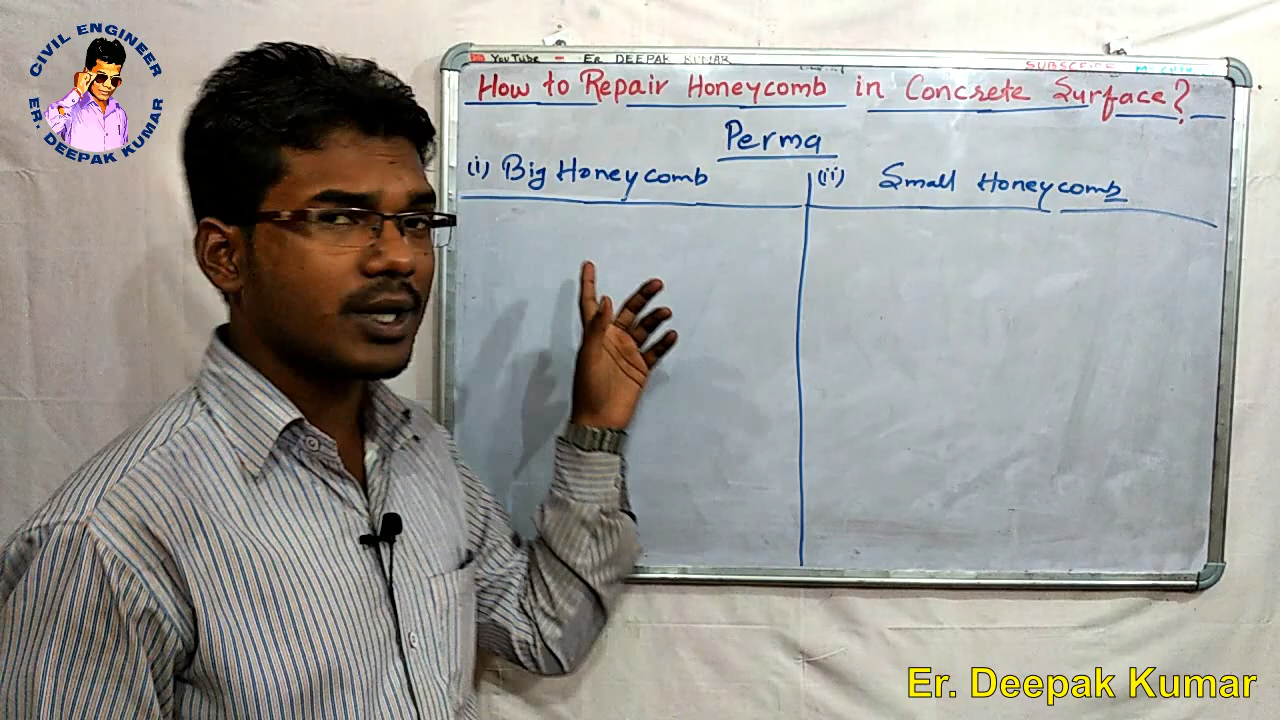 CIVIL ENGINEER
ER. DEEPAK KUMAR
YouTube - Er DEEPAK KUMAR
SUBSCRIBE
How to Repair Honeycomb in Concrete Surface?
Perma
(i) Big Honeycomb
(ii) Small Honeycomb
Er. Deepak Kumar